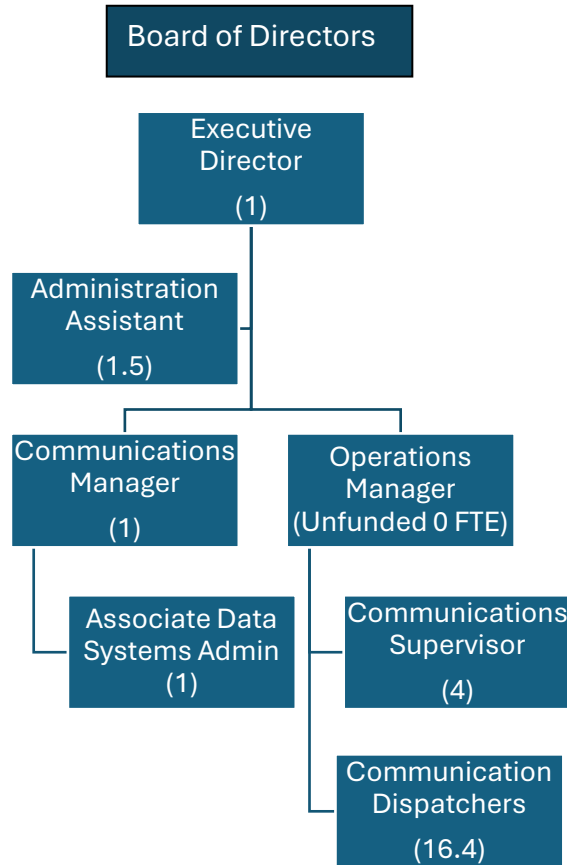 Board of Directors
Executive
Director
(1)
Administration
Assistant
(1.5)
Communications
Manager
(1)
Operations
Manager
(Unfunded 0 FTE)
Associate Data
Systems Admin
(1)
Communications
Supervisor
(4)
Communication
Dispatchers
(16.4)